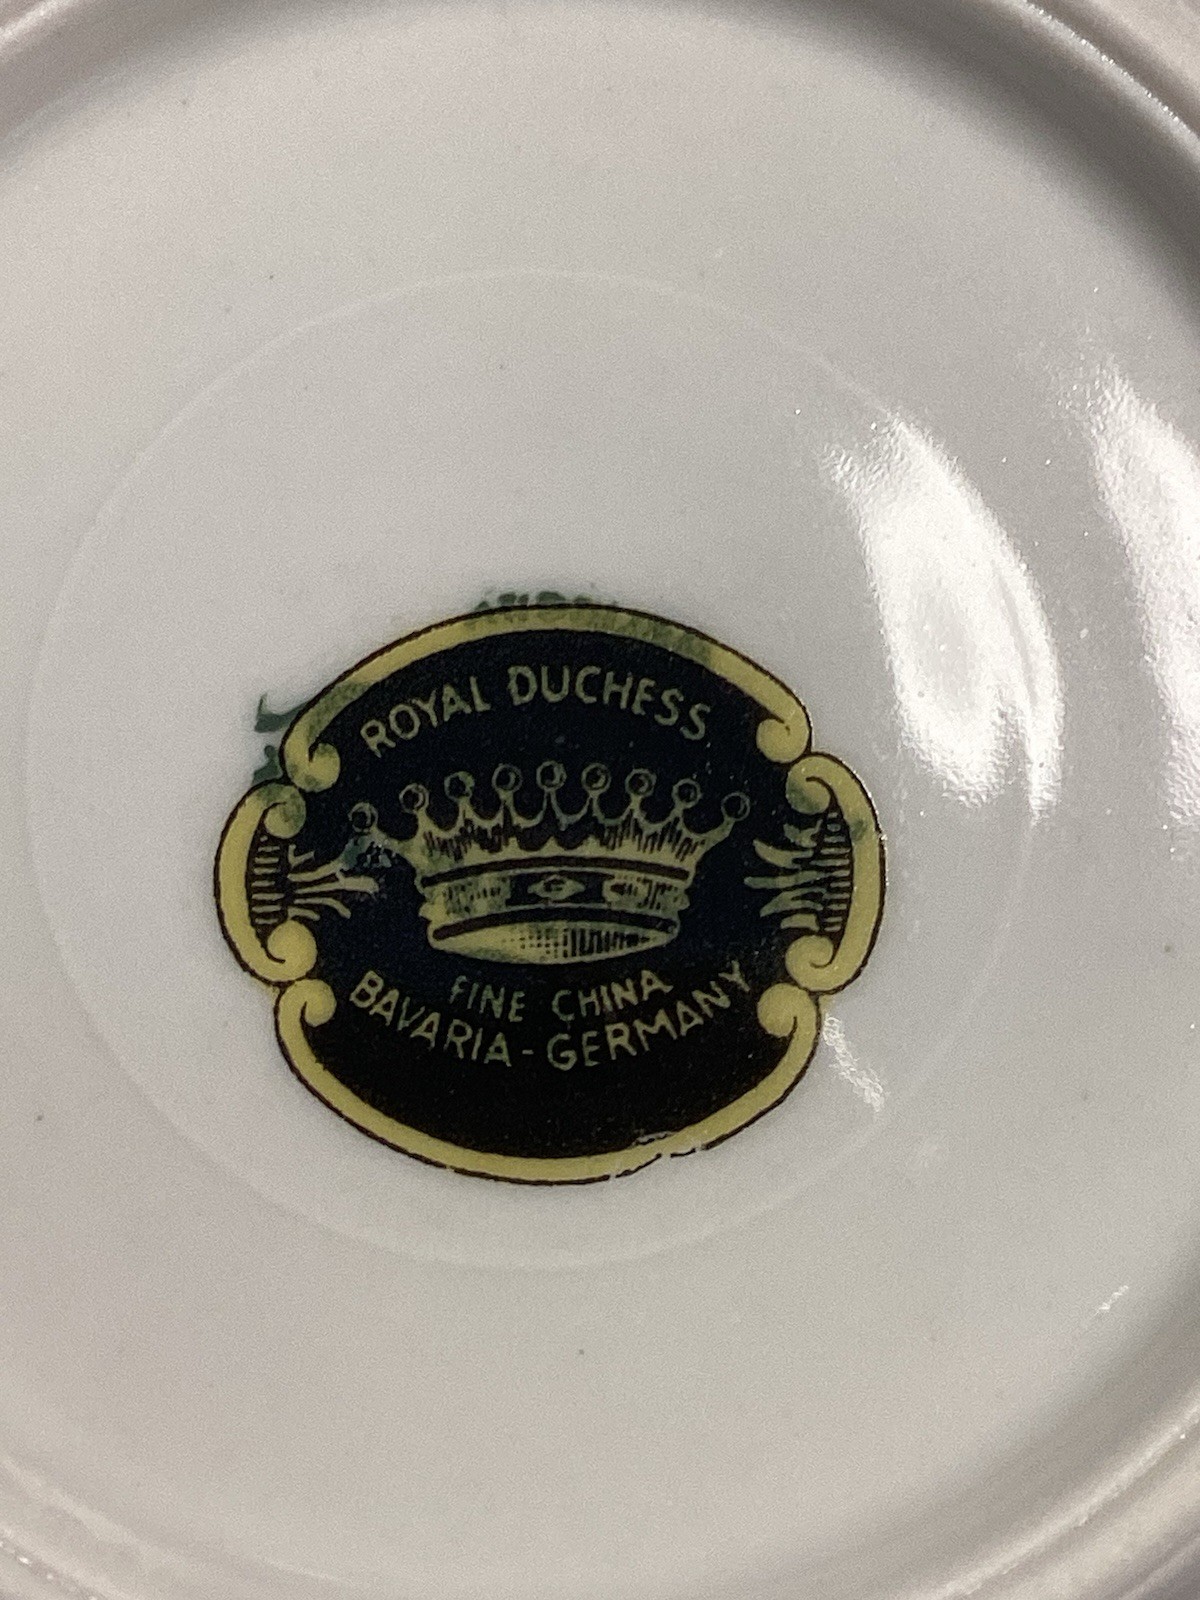 ROYAL DUCHESS
FINE CHINA
BAVARIA - GERMANY